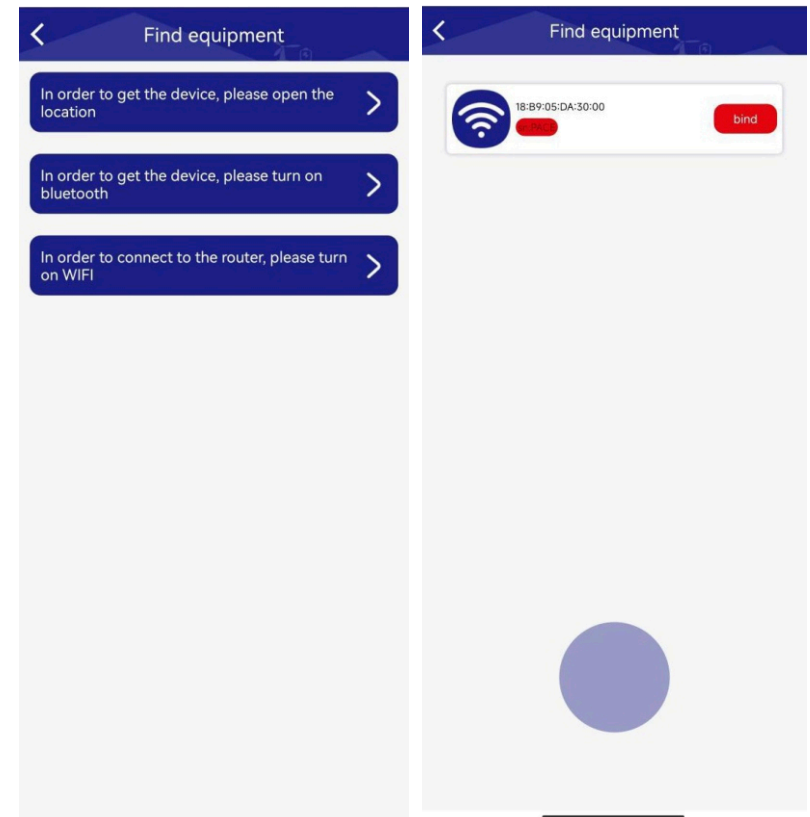 Find equipment
In order to get the device, please open the
location
In order to get the device, please turn on
bluetooth
In order to connect to the router, please turn
on WIFI
Find equipment
18:B9:05:DA:30:00
bind